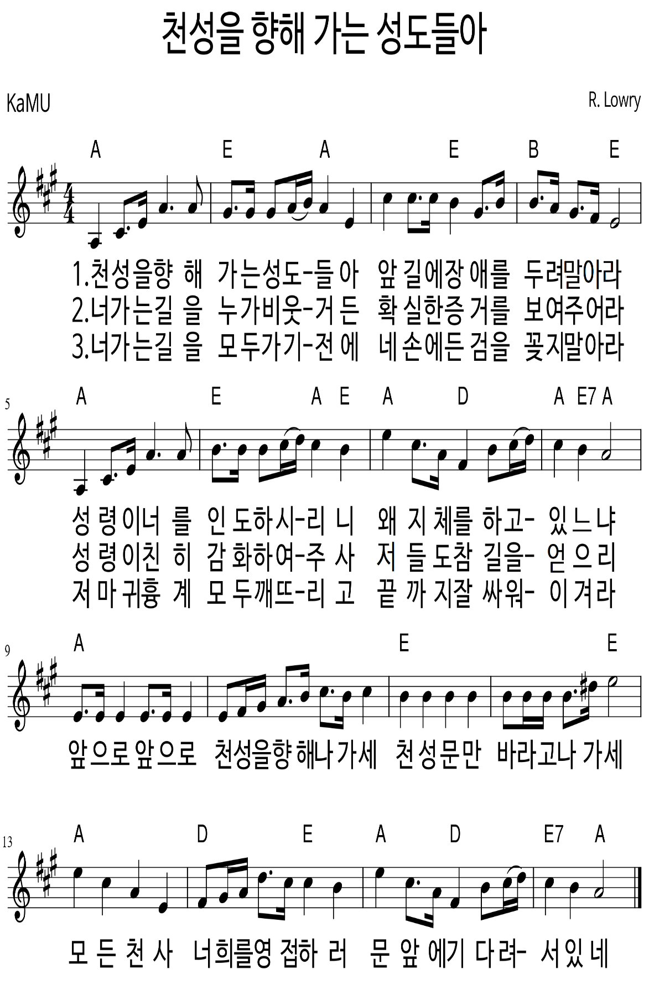 천성을 향해 가는 성도들아
KaMU
R. Lowry
A E A E B E
4
4
1.천성을향 해 가는성도-들 아 앞 길에장 애를 두려말아라
2.너가는길 을 누가비웃-거 든 확 실한증 거를 보여주어라
3.너가는길 을 모두가기-전 에 네 손에든 검을 꽂지말아라
A E A E A D A E7 A
5
성 령이너 를 인 도하시-리 니 왜 지 체를 하고- 있느냐
성 령이친 히 감 화하여-주 사 저 들 도참 길을- 얻으리
저 마 귀흉 계 모 두깨뜨-리 고 끝 까 지잘 싸워- 이겨라
A E E
9
앞으로앞으로 천성을향 해나 가세 천성문만 바라고나 가세
A D E A D E7 A
13
모 든 천 사 너희를영 접하 러 문 앞 에기 다려- 서있 네